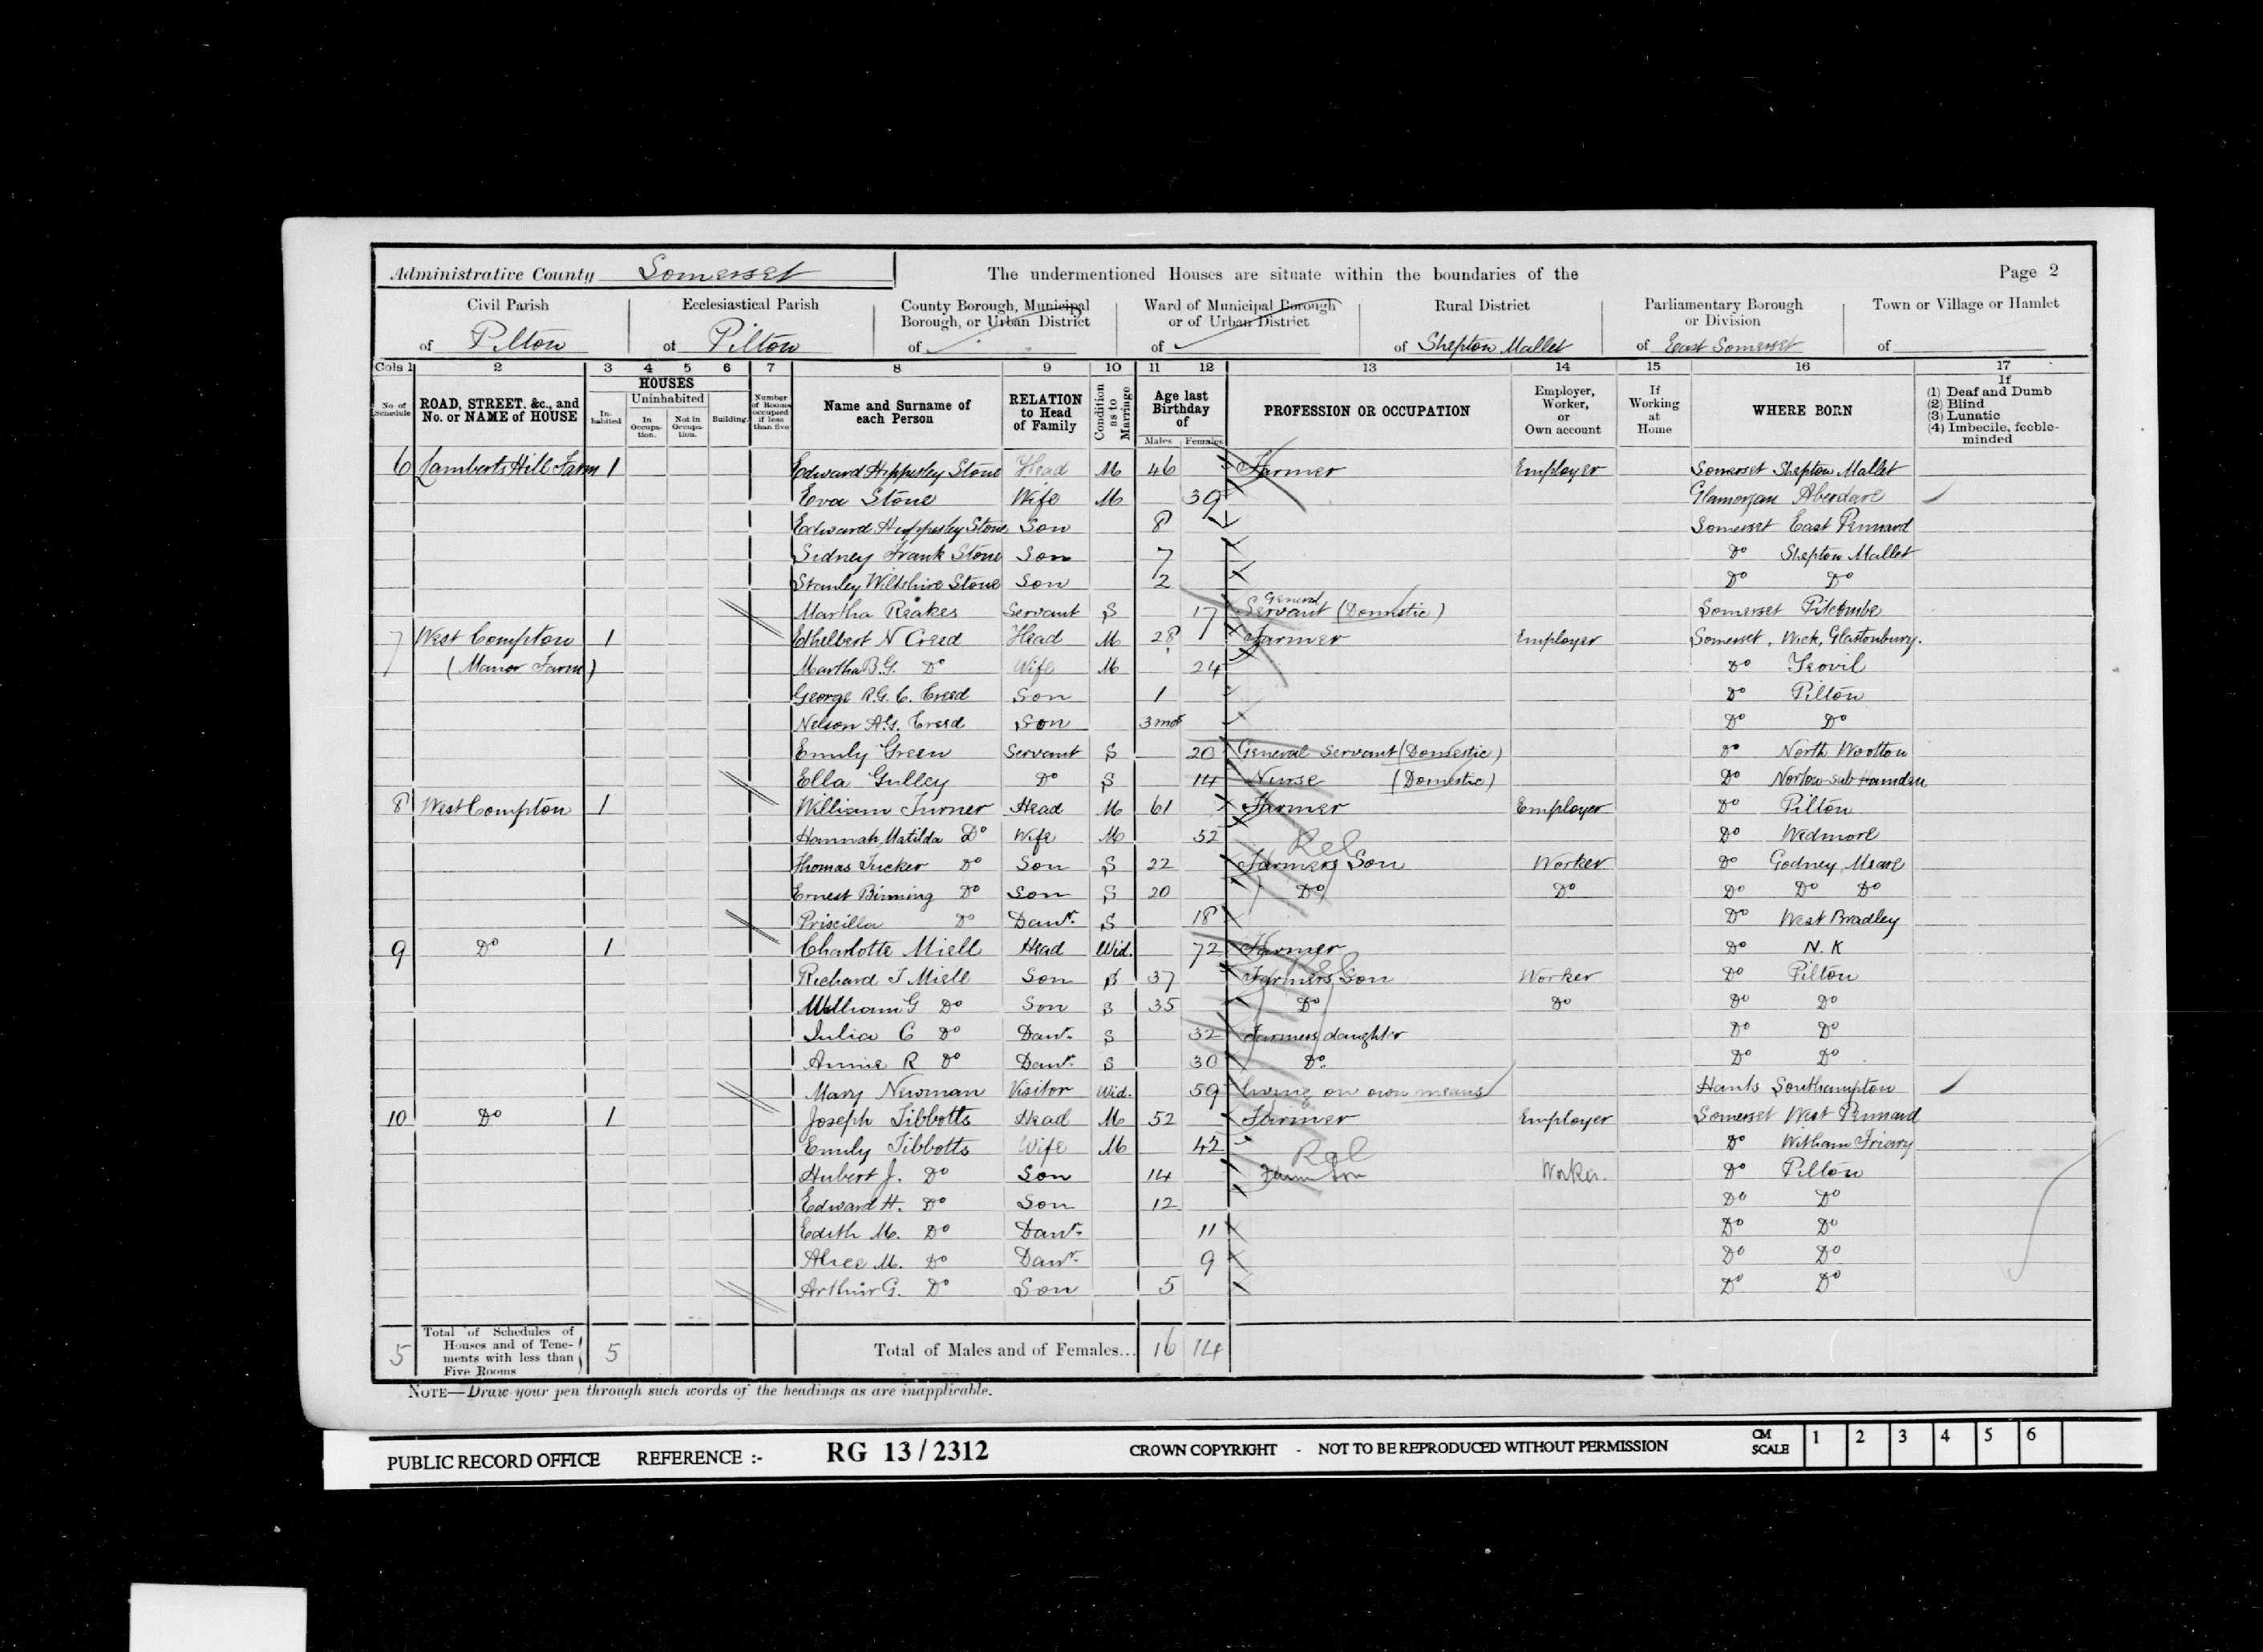 Administrative County Somerset The undermentioned Houses are situate within the boundaries of the Page 2
Civil Parish of Pilton
Ecclesiastical Parish of Pilton
County Borough, Municipal Borough, or Urban District of
Ward of Municipal Borough or of Urban District of
Rural District of Shepton Mallet
Parliamentary Borough or Division of East Somerset
Town or Village or Hamlet of
Cols 1 2 3 4 5 6 7 8 9 10 11 12 13 14 15 16 17
No of Schedule
ROAD, STREET, &c., and No. or NAME of HOUSE
HOUSES
Inhabited
Uninhabited
In Occupation.
Not in Occupation.
Building
Number of Rooms occupied if less than five
Name and Surname of each Person
RELATION to Head of Family
Condition as to Marriage
Age last Birthday of
Males Females
PROFESSION OR OCCUPATION
Employer, Worker, or Own account
If Working at Home
WHERE BORN
If
(1) Deaf and Dumb
(2) Blind
(3) Lunatic
(4) Imbecile, feeble-minded
6 Lamberts Hill Farm 1 Edward Hippisley Stone Head M 46 Farmer Employer Somerset Shepton Mallet
Eva Stone Wife M 39 Glamorgan Aberdare
Edward Hippisley Stone Son 8 Somerset East Pennard
Sidney Frank Stone Son 7 Do Shepton Mallet
Stanley Wiltshire Stone Son 2 Do Do
Martha Reakes Servant S 17 General Servant (Domestic) Somerset Pitcombe
7 West Compton 1 Ethelbert N Creed Head M 28 Farmer Employer Somerset, Wick, Glastonbury.
(Manor Farm) Martha B.G. Do Wife M 24 Do Yeovil
George R.G.C. Creed Son 1 Do Pilton
Nelson A.G. Creed Son 3 mos Do Do
Emily Green Servant S 20 General Servant (Domestic) Do North Wootton
Ella Gulley Do S 14 Nurse (Domestic) Do Norton-sub-Hamdon
8 West Compton 1 William Turner Head M 61 Farmer Employer Do Pilton
Hannah Matilda Do Wife M 52 Do Wedmore
Rel
Thomas Tucker Do Son S 22 Farmers Son Worker Do Godney, Meare
Ernest Binning Do Son S 20 Do Do Do Do Do
Priscilla Do Daur. S 18 Do West Bradley
9 Do 1 Charlotte Miell Head Wid. 72 Farmer Do N.K
Richard J Miell Son S 37 Farmers Son Worker Do Pilton
William G Do Son S 35 Do Do Do Do
Julia C Do Daur. S 32 Farmers daughter Do Do
Annie R Do Daur. S 30 Do. Do Do
Mary Newman Visitor Wid. 59 living on own means Hants Southampton
10 Do 1 Joseph Tibbotts Head M 52 Farmer Employer Somerset West Pennard
Emily Tibbotts Wife M 42 Do Witham Friary
Rel
Hubert J. Do Son 14 Farm Son Worker. Do Pilton
Edward H. Do Son 12 Do Do
Edith M. Do Daur. 11 Do Do
Alice M. Do Daur. 9 Do Do
Arthur G. Do Son 5 Do Do
5 Total of Schedules of Houses and of Tenements with less than Five Rooms 5 Total of Males and of Females... 16 14
NOTE—Draw your pen through such words of the headings as are inapplicable.
PUBLIC RECORD OFFICE REFERENCE :- RG 13 / 2312 CROWN COPYRIGHT - NOT TO BE REPRODUCED WITHOUT PERMISSION CM SCALE 1 2 3 4 5 6